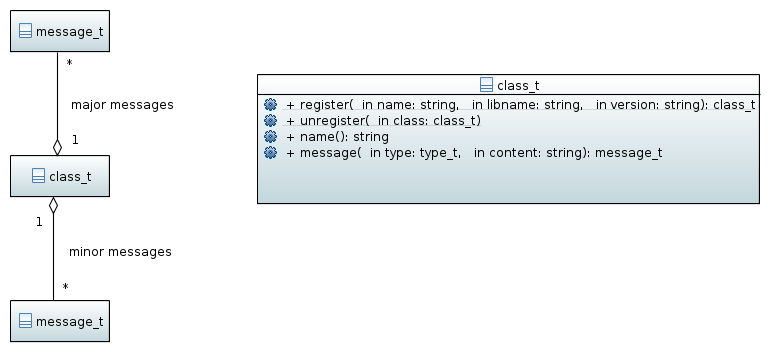 message_t
*
major messages
1
class_t
1
minor messages
*
message_t
class_t
+ register( in name: string, in libname: string, in version: string): class_t
+ unregister( in class: class_t)
+ name(): string
+ message( in type: type_t, in content: string): message_t